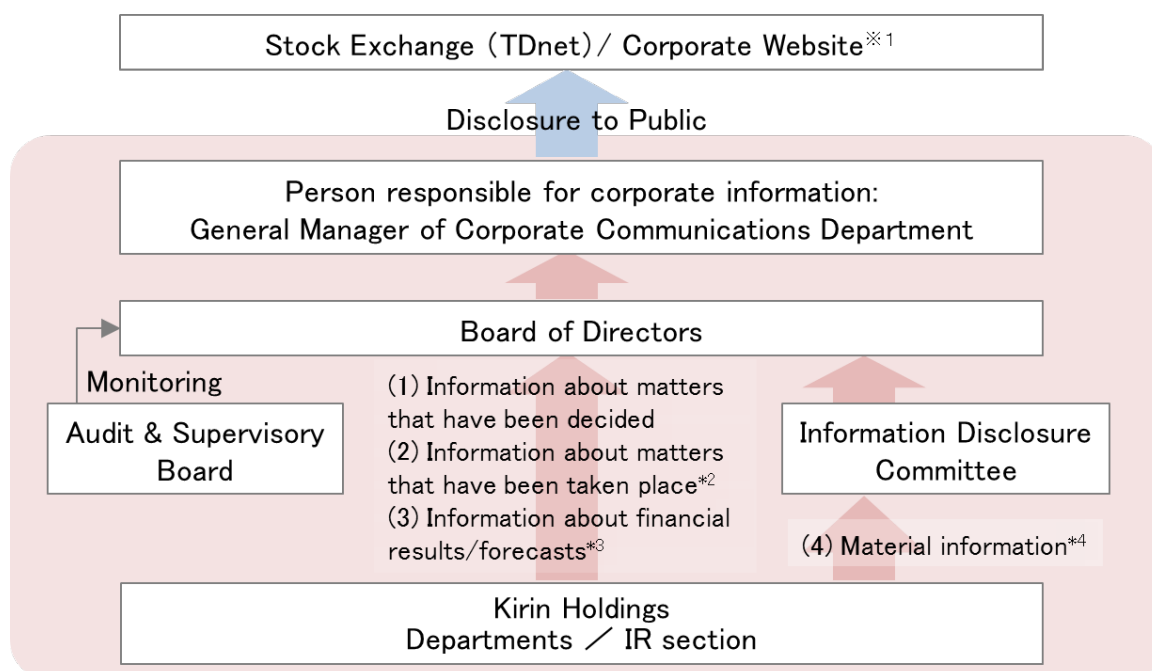 Stock Exchange (TDnet)/ Corporate Website※1
Disclosure to Public
Person responsible for corporate information:
General Manager of Corporate Communications Department
Board of Directors
Monitoring
Audit & Supervisory
Board
(1) Information about matters
that have been decided
(2) Information about matters
that have been taken place*2
(3) Information about financial
results/forecasts*3
Information Disclosure
Committee
(4) Material information*4
Kirin Holdings
Departments ／ IR section